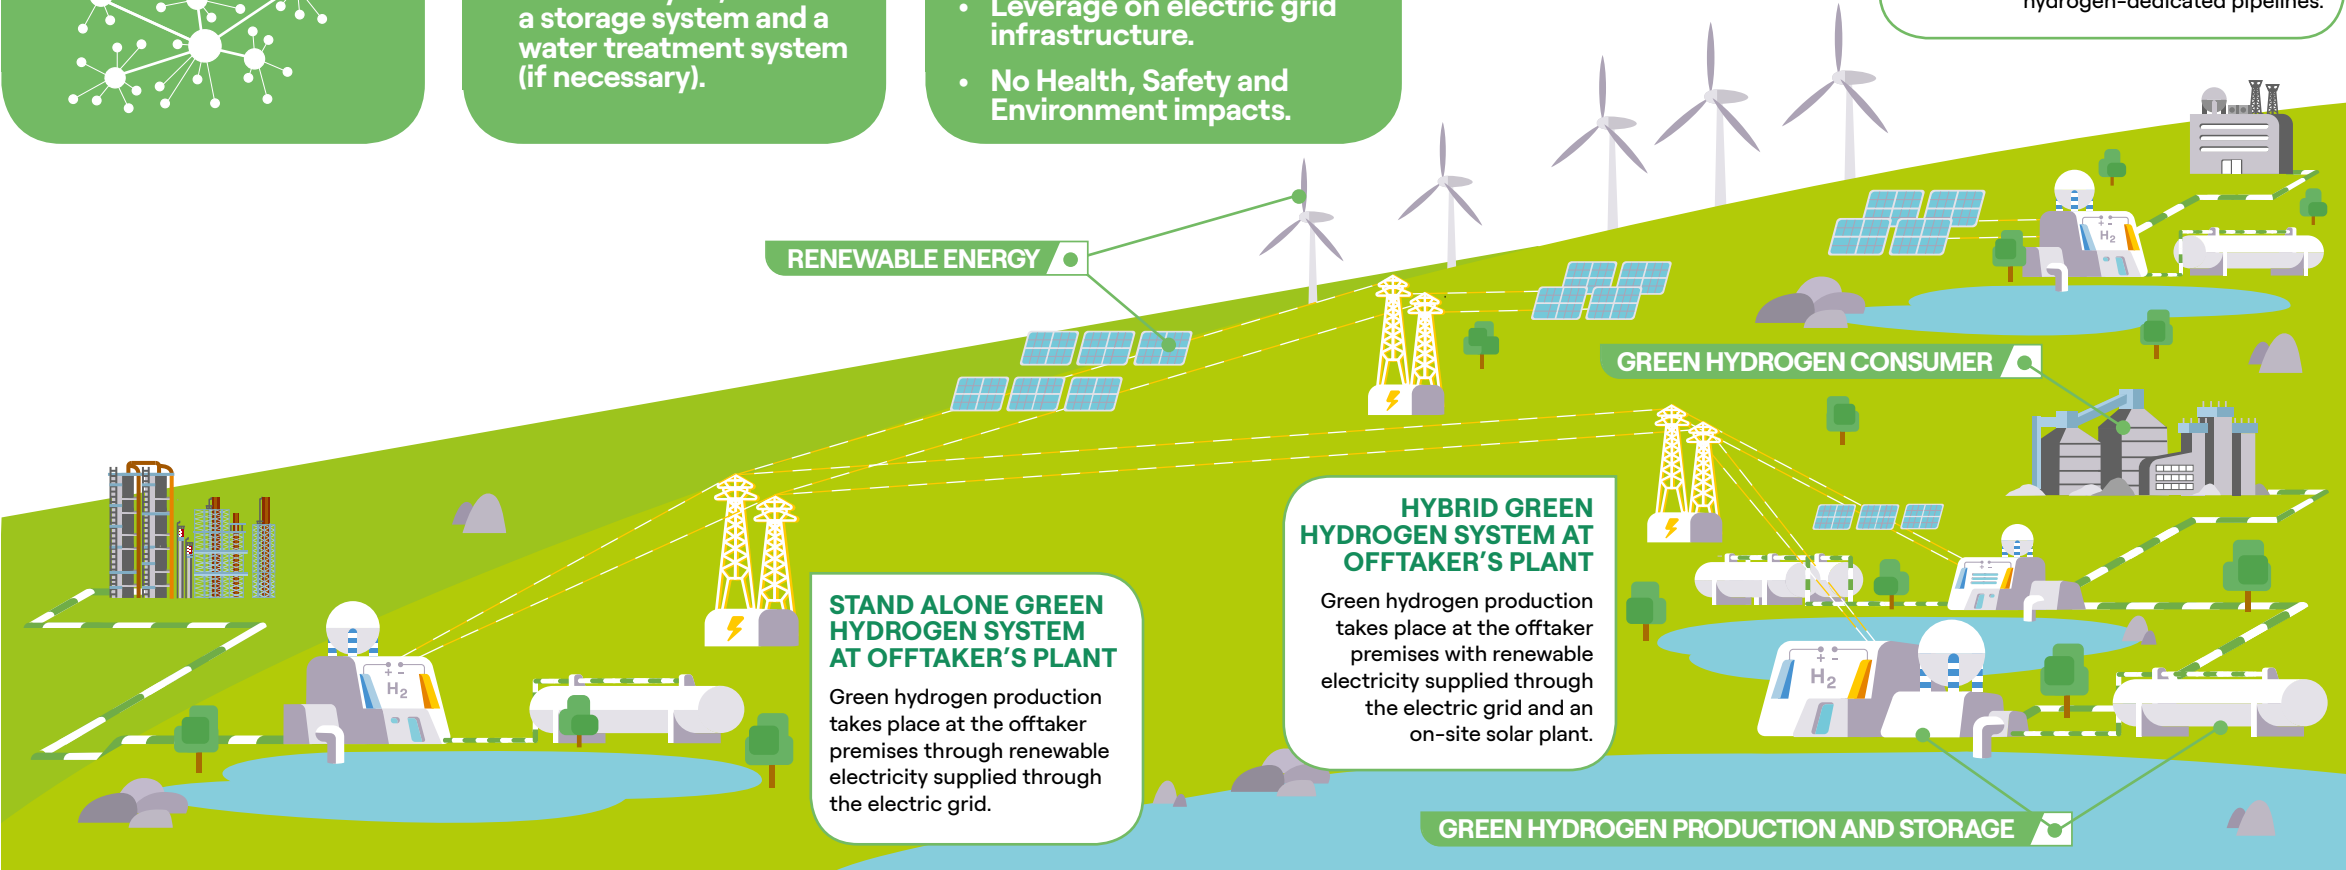 a storage system and a
water treatment system
(if necessary).
• Leverage on electric grid
infrastructure.
• No Health, Safety and
Environment impacts.
hydrogen-dedicated pipelines.
RENEWABLE ENERGY
GREEN HYDROGEN CONSUMER
STAND ALONE GREEN
HYDROGEN SYSTEM
AT OFFTAKER'S PLANT
Green hydrogen production
takes place at the offtaker
premises through renewable
electricity supplied through
the electric grid.
HYBRID GREEN
HYDROGEN SYSTEM AT
OFFTAKER'S PLANT
Green hydrogen production
takes place at the offtaker
premises with renewable
electricity supplied through
the electric grid and an
on-site solar plant.
GREEN HYDROGEN PRODUCTION AND STORAGE
+ -
H₂
+ -
H₂
+ -
H₂